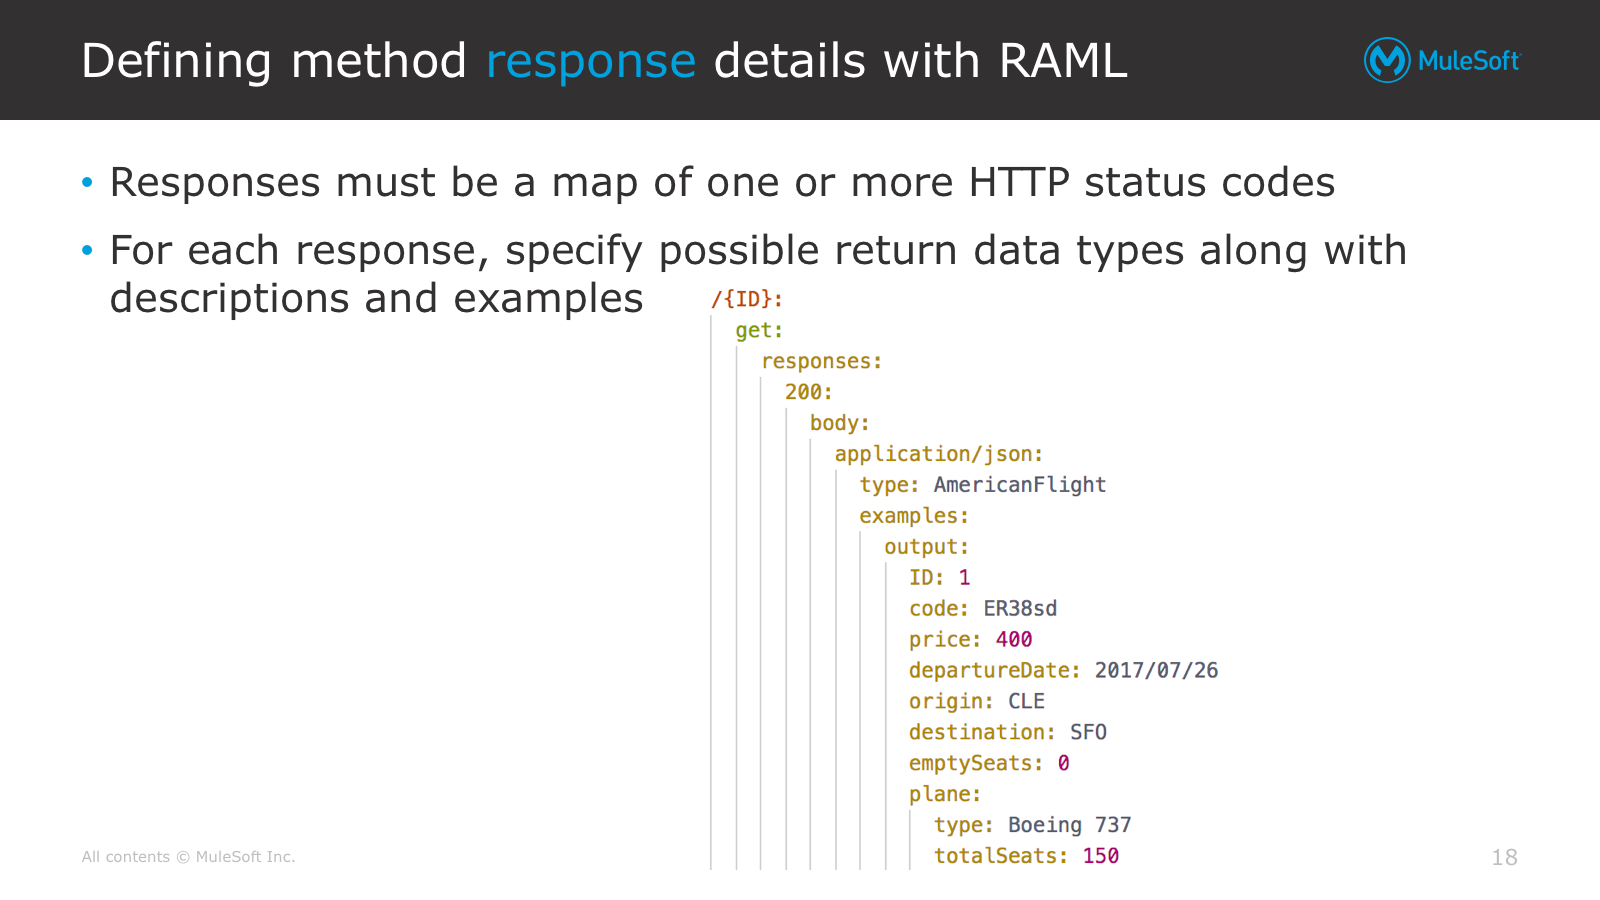 Defining method response details with RAML
MuleSoft
• Responses must be a map of one or more HTTP status codes
• For each response, specify possible return data types along with
descriptions and examples
/{ID}:
get:
responses:
200:
body:
application/json:
type: AmericanFlight
examples:
output:
ID: 1
code: ER38sd
price: 400
departureDate: 2017/07/26
origin: CLE
destination: SFO
emptySeats: 0
plane:
type: Boeing 737
totalSeats: 150
All contents © MuleSoft Inc.
18